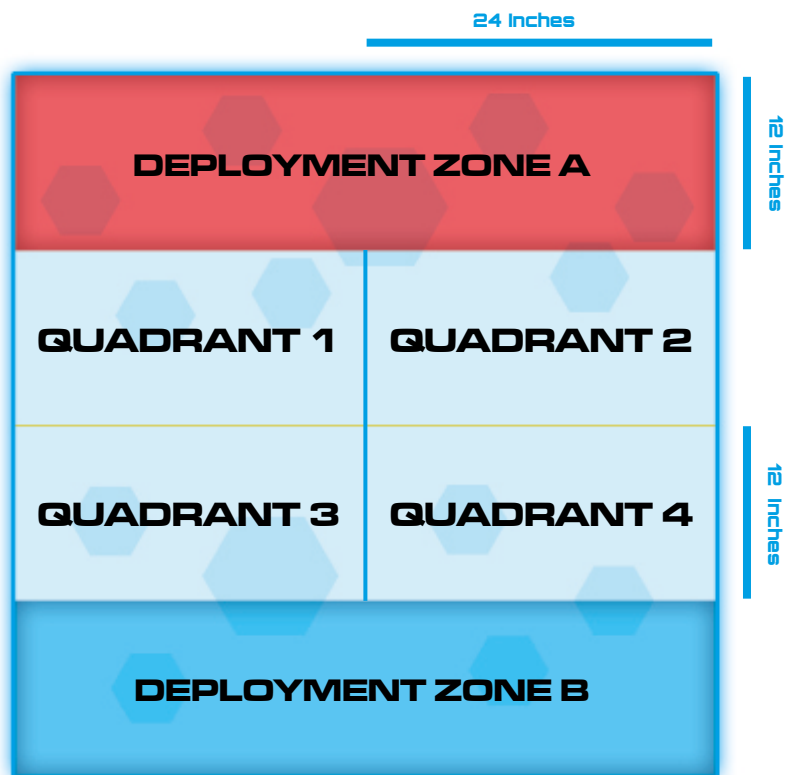 24 Inches
DEPLOYMENT ZONE A
12 Inches
QUADRANT 1
QUADRANT 2
QUADRANT 3
QUADRANT 4
12 Inches
DEPLOYMENT ZONE B